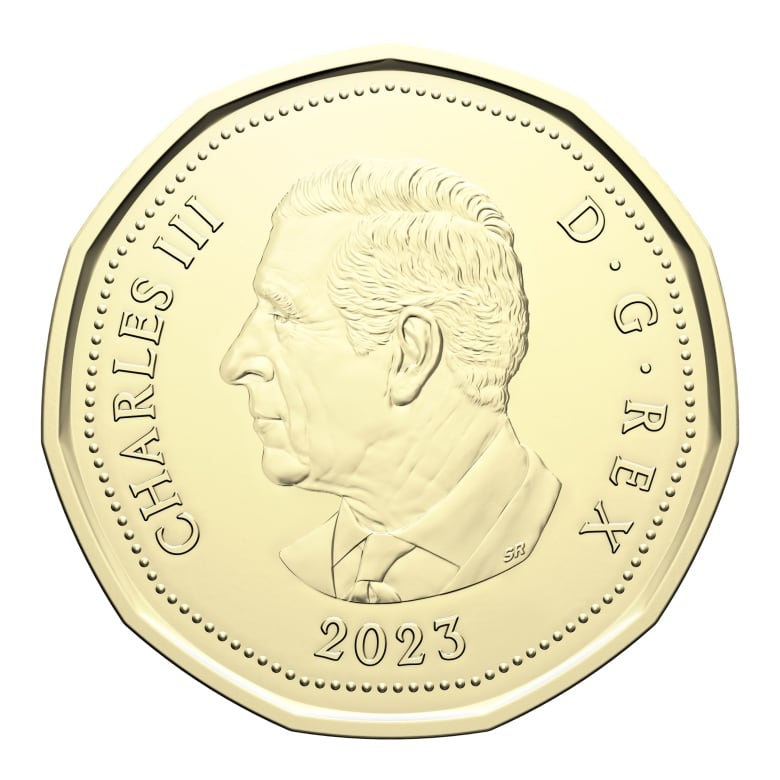 CHARLES III
D · G · REX
SR
2023